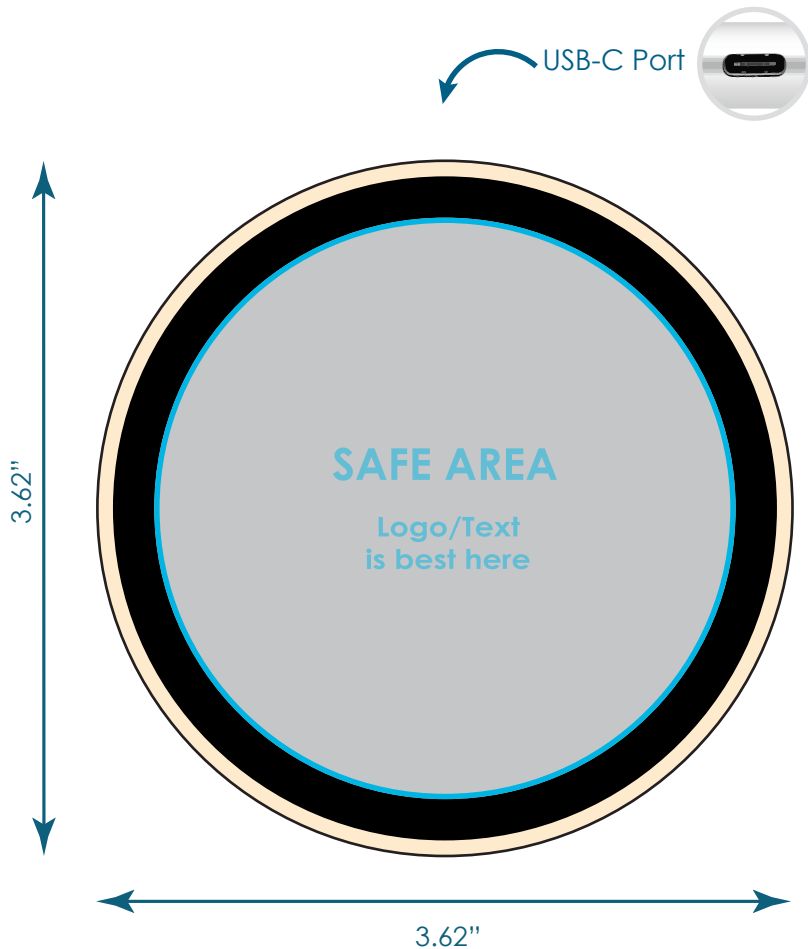 USB-C Port
3.62”
SAFE AREA
Logo/Text
is best here
3.62”